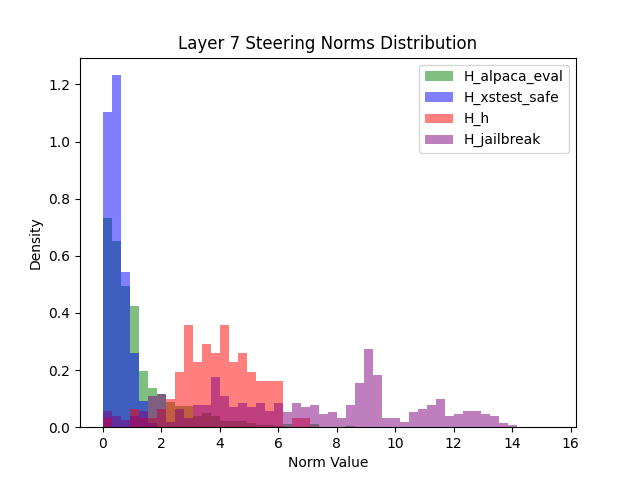 Layer 7 Steering Norms Distribution
H_alpaca_eval
H_xstest_safe
H_h
H_jailbreak
Density
1.2
1.0
0.8
0.6
0.4
0.2
0.0
0 2 4 6 8 10 12 14 16
Norm Value